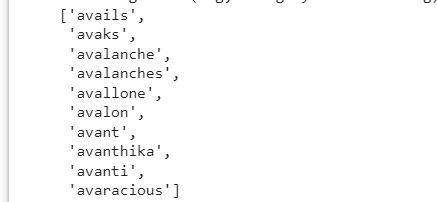 ['avails',
'avaks',
'avalanche',
'avalanches',
'avallone',
'avalon',
'avant',
'avanthika',
'avanti',
'avaracious']